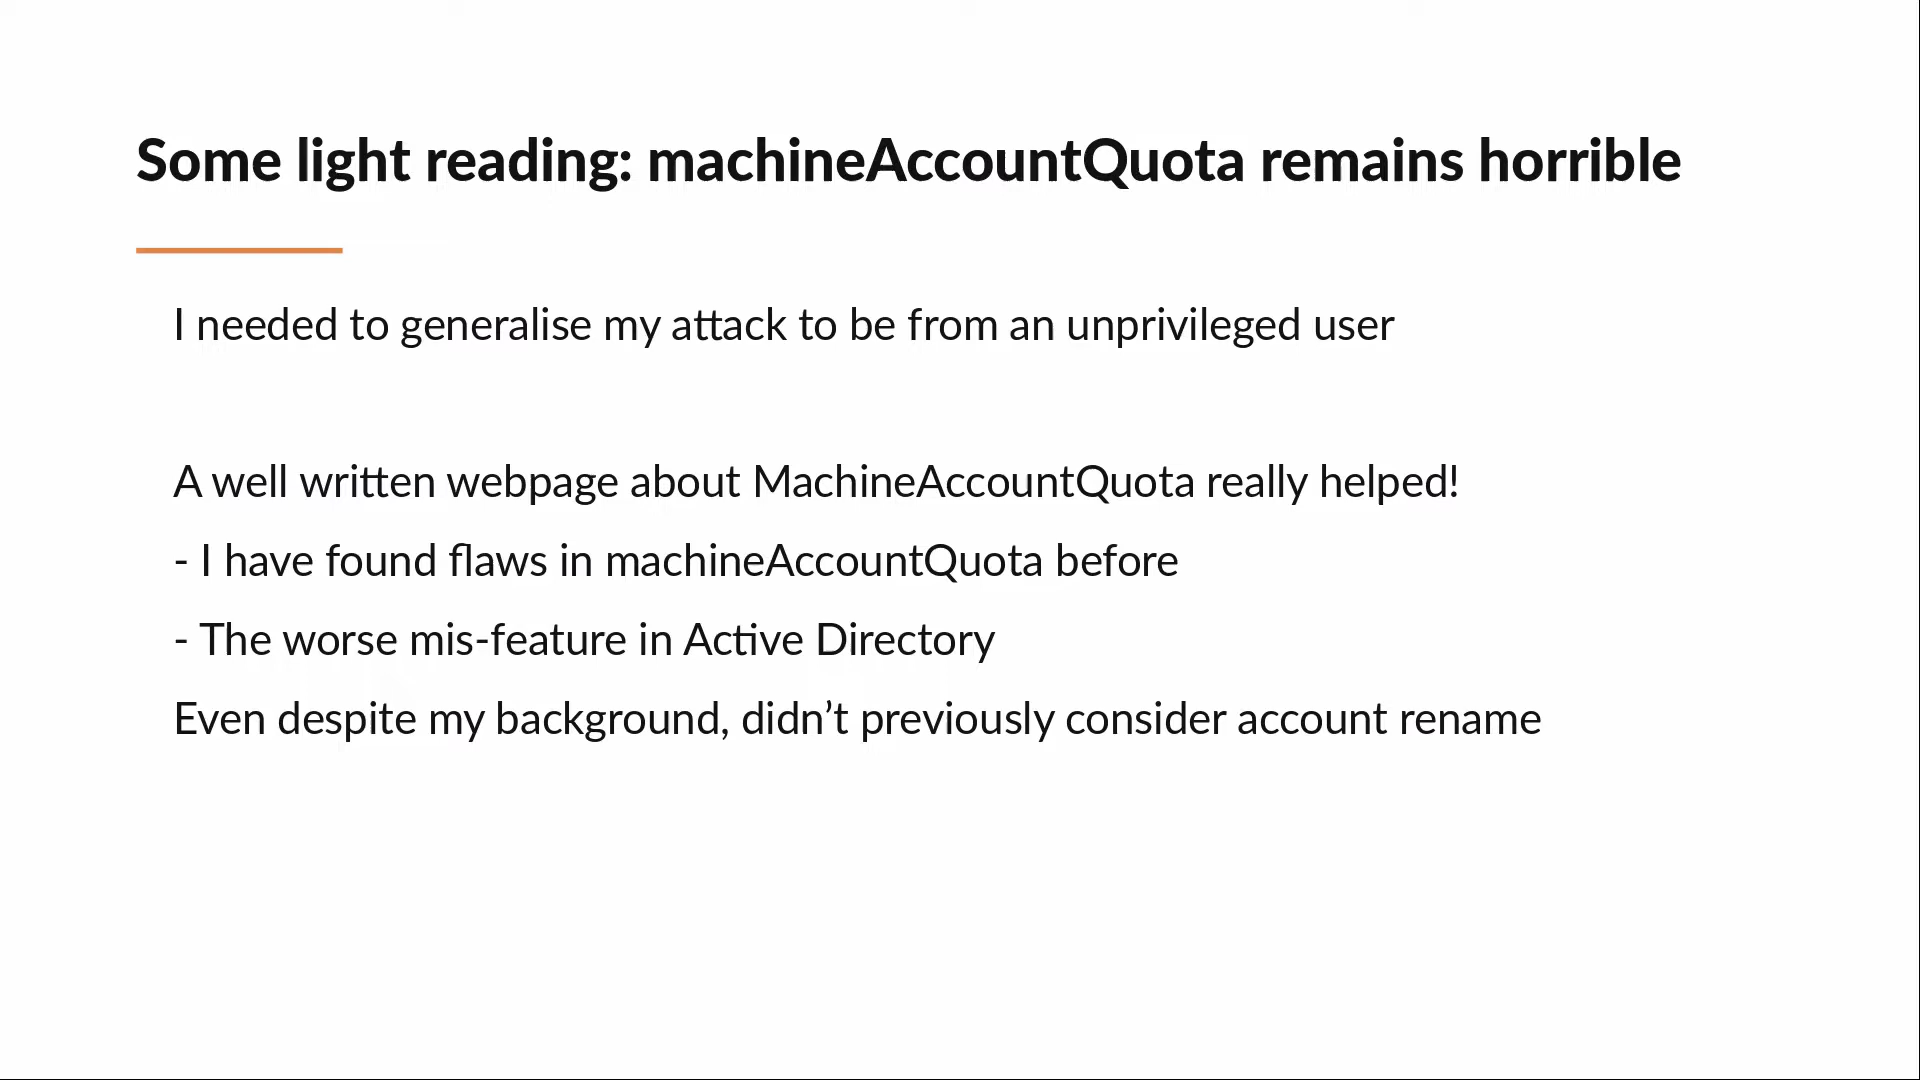 Some light reading: machineAccountQuota remains horrible
I needed to generalise my attack to be from an unprivileged user
A well written webpage about MachineAccountQuota really helped!
- I have found flaws in machineAccountQuota before
- The worse mis-feature in Active Directory
Even despite my background, didn’t previously consider account rename